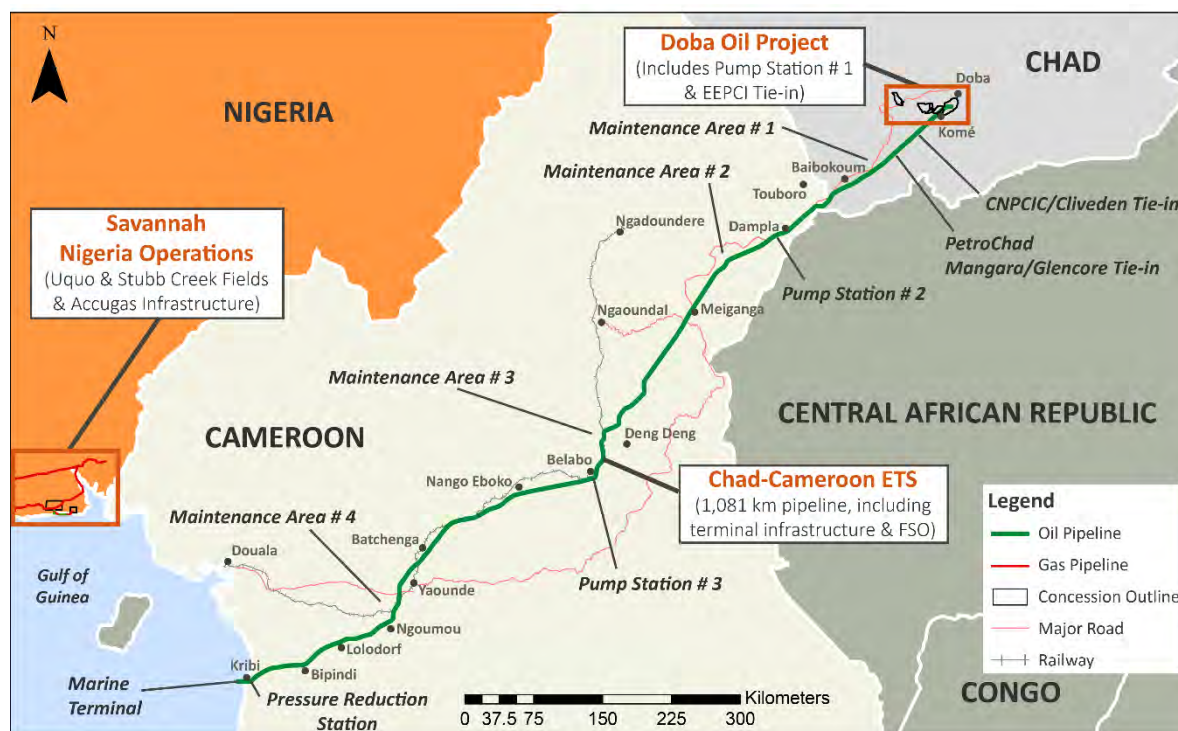 N
NIGERIA
Doba Oil Project
(Includes Pump Station # 1
& EEPCI Tie-in)
CHAD
Doba
Komé
Maintenance Area # 1
Maintenance Area # 2
Baibokoum
Touboro
CNPCIC/Cliveden Tie-in
Savannah
Nigeria Operations
(Uquo & Stubb Creek Fields
& Accugas Infrastructure)
Ngadoundere
Dampla
PetroChad
Mangara/Glencore Tie-in
Pump Station # 2
Ngaoundal
Meiganga
Maintenance Area # 3
CENTRAL AFRICAN REPUBLIC
CAMEROON
Deng Deng
Belabo
Nango Eboko
Chad-Cameroon ETS
(1,081 km pipeline, including
terminal infrastructure & FSO)
Maintenance Area # 4
Batchenga
Douala
Pump Station # 3
Yaounde
Gulf of
Guinea
Ngoumou
Lolodorf
Kribi
Bipindi
Marine
Terminal
Pressure Reduction
Station
Kilometers
0 37.5 75 150 225 300
Legend
Oil Pipeline
Gas Pipeline
Concession Outline
Major Road
Railway
CONGO